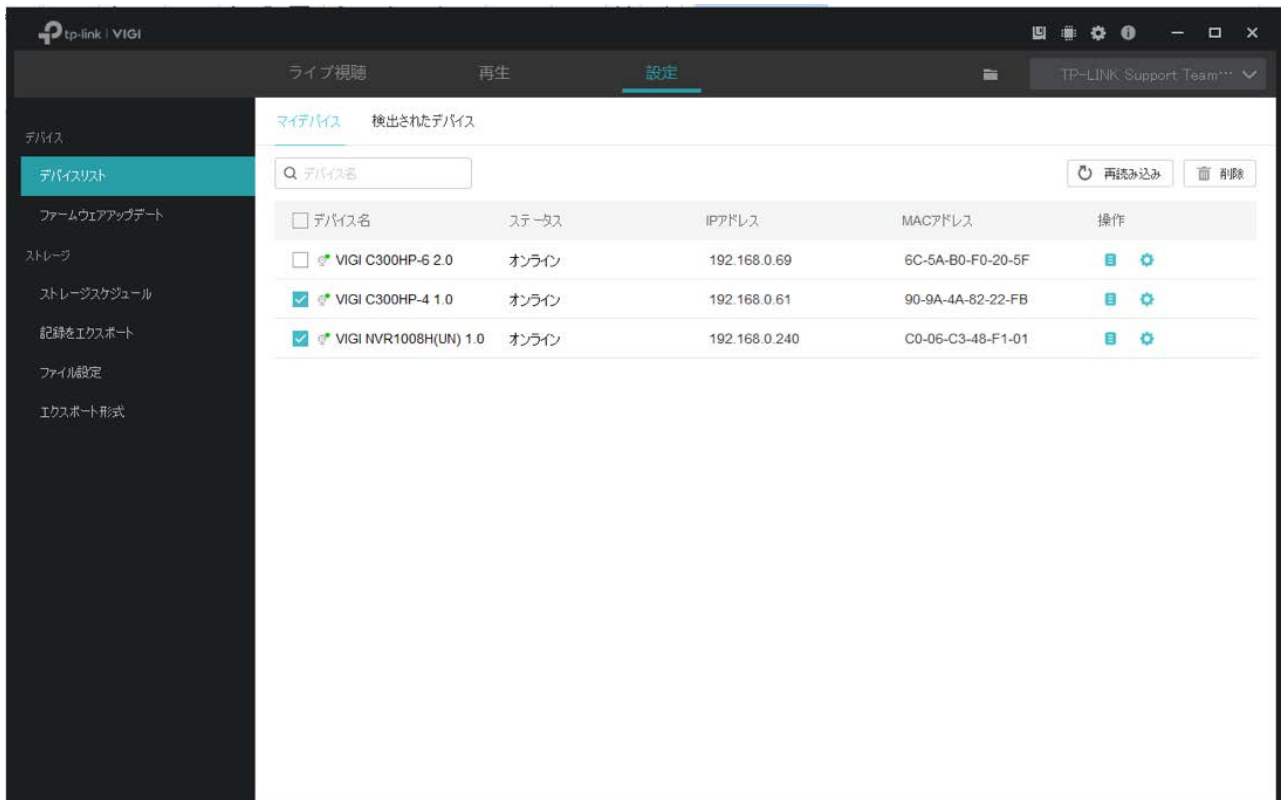 tp-link | VIGI
ライブ視聴 再生 設定 TP-LINK Support Team…
デバイス
デバイスリスト
ファームウェアアップデート
ストレージ
ストレージスケジュール
記録をエクスポート
ファイル設定
エクスポート形式
マイデバイス 検出されたデバイス
デバイス名 再読み込み 削除
デバイス名 ステータス IPアドレス MACアドレス 操作
VIGI C300HP-6 2.0 オンライン 192.168.0.69 6C-5A-B0-F0-20-5F
VIGI C300HP-4 1.0 オンライン 192.168.0.61 90-9A-4A-82-22-FB
VIGI NVR1008H(UN) 1.0 オンライン 192.168.0.240 C0-06-C3-48-F1-01